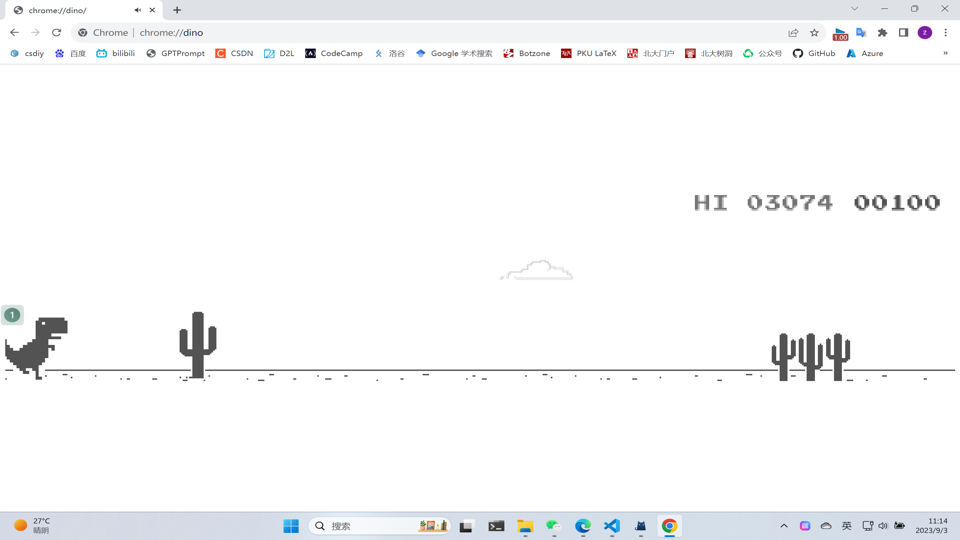 chrome://dino/
Chrome | chrome://dino
1.00
z
csdiy 百度 bilibili GPTPrompt CSDN D2L CodeCamp 洛谷 Google 学术搜索 Botzone PKU LaTeX 北大门户 北大树洞 公众号 GitHub Azure »
HI 03074 00100
1
27°C
晴朗
搜索
英
11:14
2023/9/3